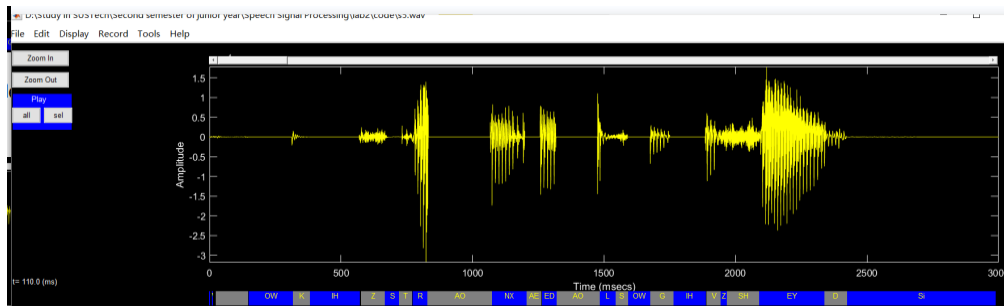 D:\Study in SUSTech\Second semester of junior year\Speech Signal Processing\lab2\code\s5.wav
File Edit Display Record Tools Help
Zoom In
Zoom Out
Play
all sel
Amplitude
1.5
1
0.5
0
-0.5
-1
-1.5
-2
-2.5
-3
0 500 1000 1500 2000 2500 3000
Time (msecs)
t= 110.0 (ms)
OW K IH Z S T R AO NX AE ED AO L S OW G IH V Z SH EY D Si